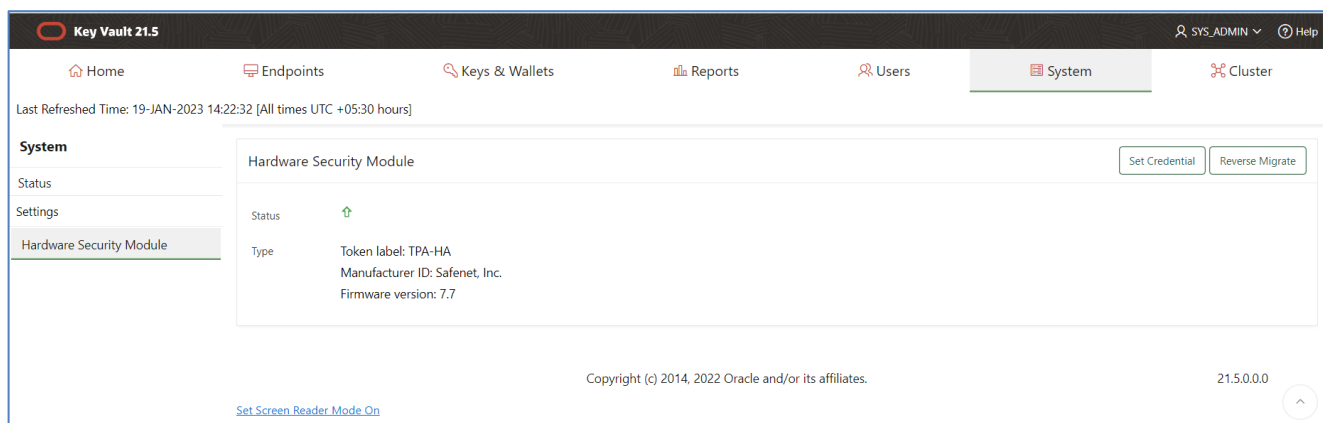 Key Vault 21.5 SYS_ADMIN Help
Home Endpoints Keys & Wallets Reports Users System Cluster
Last Refreshed Time: 19-JAN-2023 14:22:32 [All times UTC +05:30 hours]
System
Status
Settings
Hardware Security Module
Hardware Security Module Set Credential Reverse Migrate
Status
Type Token label: TPA-HA
Manufacturer ID: Safenet, Inc.
Firmware version: 7.7
Copyright (c) 2014, 2022 Oracle and/or its affiliates. 21.5.0.0.0
Set Screen Reader Mode On